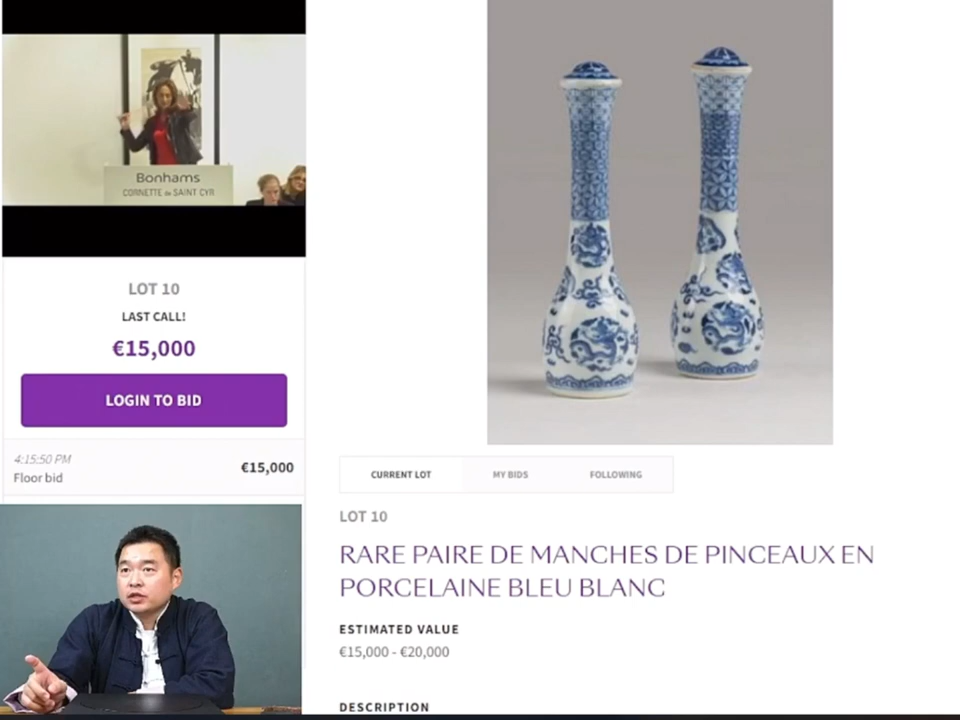 Bonhams
CORNETTE de SAINT CYR
LOT 10
LAST CALL!
€15,000
LOGIN TO BID
4:15:50 PM
Floor bid
€15,000
CURRENT LOT
MY BIDS
FOLLOWING
LOT 10
RARE PAIRE DE MANCHES DE PINCEAUX EN
PORCELAINE BLEU BLANC
ESTIMATED VALUE
€15,000 - €20,000
DESCRIPTION